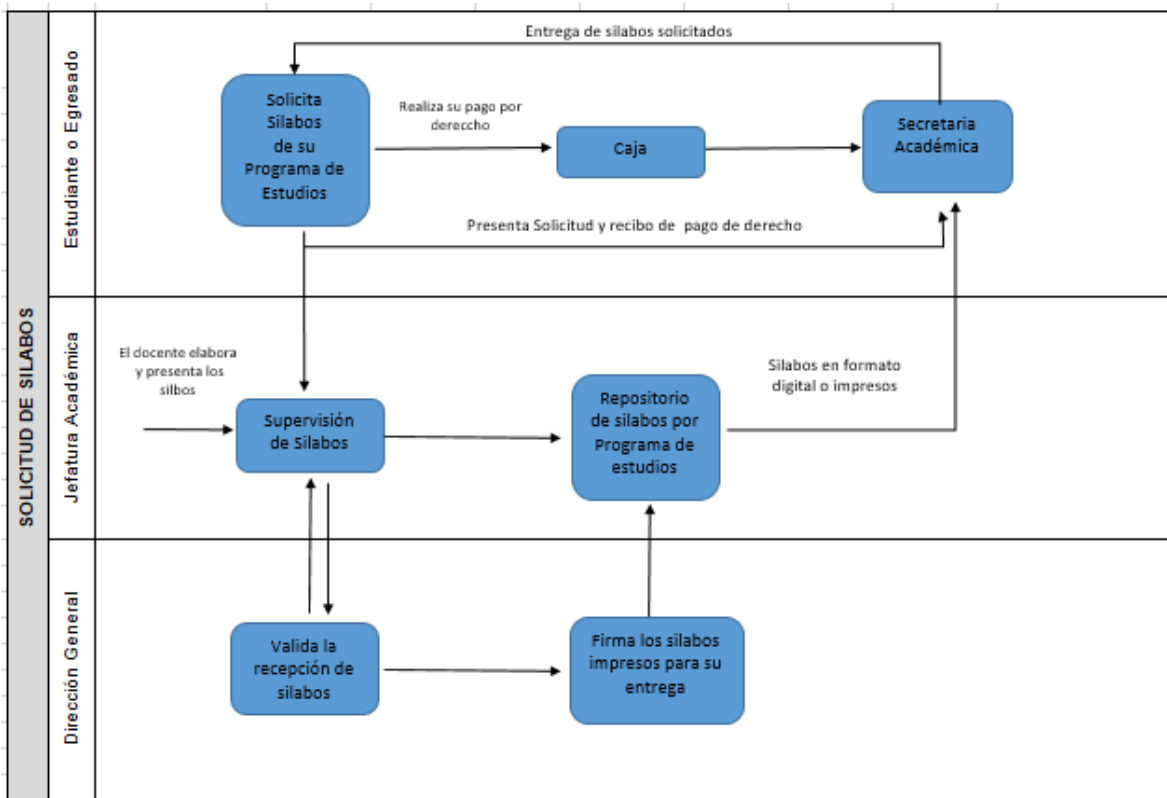 SOLICITUD DE SILABOS
Estudiante o Egresado
Entrega de silabos solicitados
Solicita
Silabos
de su
Programa de
Estudios
Realiza su pago por
dereccho
Caja
Secretaria
Académica
Presenta Solicitud y recibo de pago de derecho
Jefatura Académica
El docente elabora
y presenta los
silbos
Supervisión
de Silabos
Repositorio
de silabos por
Programa de
estudios
Silabos en formato
digital o impresos
Dirección General
Valida la
recepción de
silabos
Firma los silabos
impresos para su
entrega